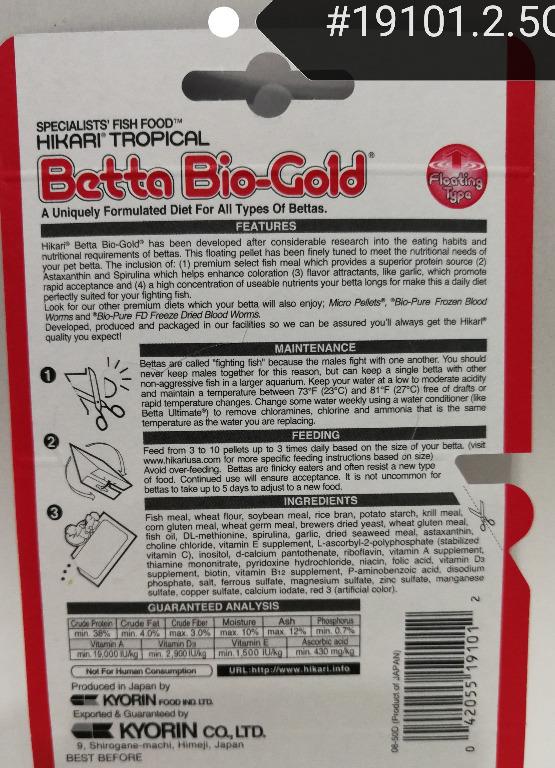 #19101.2.50
SPECIALISTS' FISH FOOD™
HIKARI® TROPICAL
Betta Bio-Gold®
Floating
Type
A Uniquely Formulated Diet For All Types Of Bettas.
FEATURES
Hikari® Betta Bio-Gold® has been developed after considerable research into the eating habits and
nutritional requirements of bettas. This floating pellet has been finely tuned to meet the nutritional needs of
your pet betta. The inclusion of: (1) premium select fish meal which provides a superior protein source (2)
Astaxanthin and Spirulina which helps enhance coloration (3) flavor attractants, like garlic, which promote
rapid acceptance and (4) a high concentration of useable nutrients your betta longs for make this a daily diet
perfectly suited for your fighting fish.
Look for our other premium diets which your betta will also enjoy; Micro Pellets®, ®Bio-Pure Frozen Blood
Worms and ®Bio-Pure FD Freeze Dried Blood Worms.
Developed, produced and packaged in our facilities so we can be assured you'll always get the Hikari®
quality you expect!
MAINTENANCE
1
Bettas are called "fighting fish" because the males fight with one another. You should
never keep males together for this reason, but can keep a single betta with other
non-aggressive fish in a larger aquarium. Keep your water at a low to moderate acidity
and maintain a temperature between 73°F (23°C) and 81°F (27°C) free of drafts or
rapid temperature changes. Change some water weekly using a water conditioner (like
Betta Ultimate®) to remove chloramines, chlorine and ammonia that is the same
temperature as the water you are replacing.
FEEDING
2
Feed from 3 to 10 pellets up to 3 times daily based on the size of your betta. (visit
www.hikariusa.com for more specific feeding instructions based on size)
Avoid over-feeding. Bettas are finicky eaters and often resist a new type
of food. Continued use will ensure acceptance. It is not uncommon for
bettas to take up to 5 days to adjust to a new food.
INGREDIENTS
3
Fish meal, wheat flour, soybean meal, rice bran, potato starch, krill meal,
corn gluten meal, wheat germ meal, brewers dried yeast, wheat gluten meal,
fish oil, DL-methionine, spirulina, garlic, dried seaweed meal, astaxanthin,
choline chloride, vitamin E supplement, L-ascorbyl-2-polyphosphate (stabilized
vitamin C), inositol, d-calcium pantothenate, riboflavin, vitamin A supplement,
thiamine mononitrate, pyridoxine hydrochloride, niacin, folic acid, vitamin D3
supplement, biotin, vitamin B12 supplement, P-aminobenzoic acid, disodium
phosphate, salt, ferrous sulfate, magnesium sulfate, zinc sulfate, manganese
sulfate, copper sulfate, calcium iodate, red 3 (artificial color).
GUARANTEED ANALYSIS
Crude Protein Crude Fat Crude Fiber Moisture Ash Phosphorus
min. 38% min. 4.0% max. 3.0% max. 10% max. 12% min. 0.7%
Vitamin A Vitamin D3 Vitamin E Ascorbic acid
min. 19,000 IU/kg min. 2,900 IU/kg min. 1,500 IU/kg min. 430 mg/kg
Not For Human Consumption
URL:http://www.hikari.info
Produced in Japan by
KYORIN FOOD IND. LTD.
Exported & Guaranteed by
KYORIN CO., LTD.
9, Shirogane-machi, Himeji, Japan
BEST BEFORE
08-50D (Product of JAPAN)
0 42055 19101 2